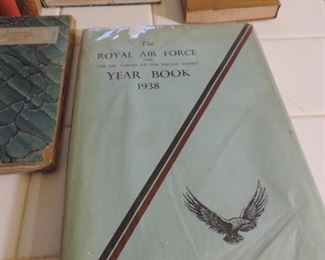 The
ROYAL AIR FORCE
AND
THE AIR FORCES OF THE BRITISH EMPIRE
YEAR BOOK
1938